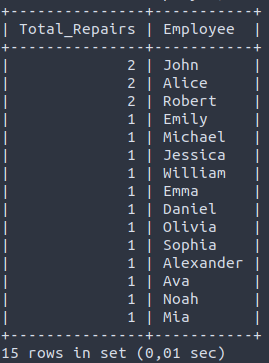 +---------------+-----------+
| Total_Repairs | Employee  |
+---------------+-----------+
|             2 | John      |
|             2 | Alice     |
|             2 | Robert    |
|             1 | Emily     |
|             1 | Michael   |
|             1 | Jessica   |
|             1 | William   |
|             1 | Emma      |
|             1 | Daniel    |
|             1 | Olivia    |
|             1 | Sophia    |
|             1 | Alexander |
|             1 | Ava       |
|             1 | Noah      |
|             1 | Mia       |
+---------------+-----------+
15 rows in set (0,01 sec)